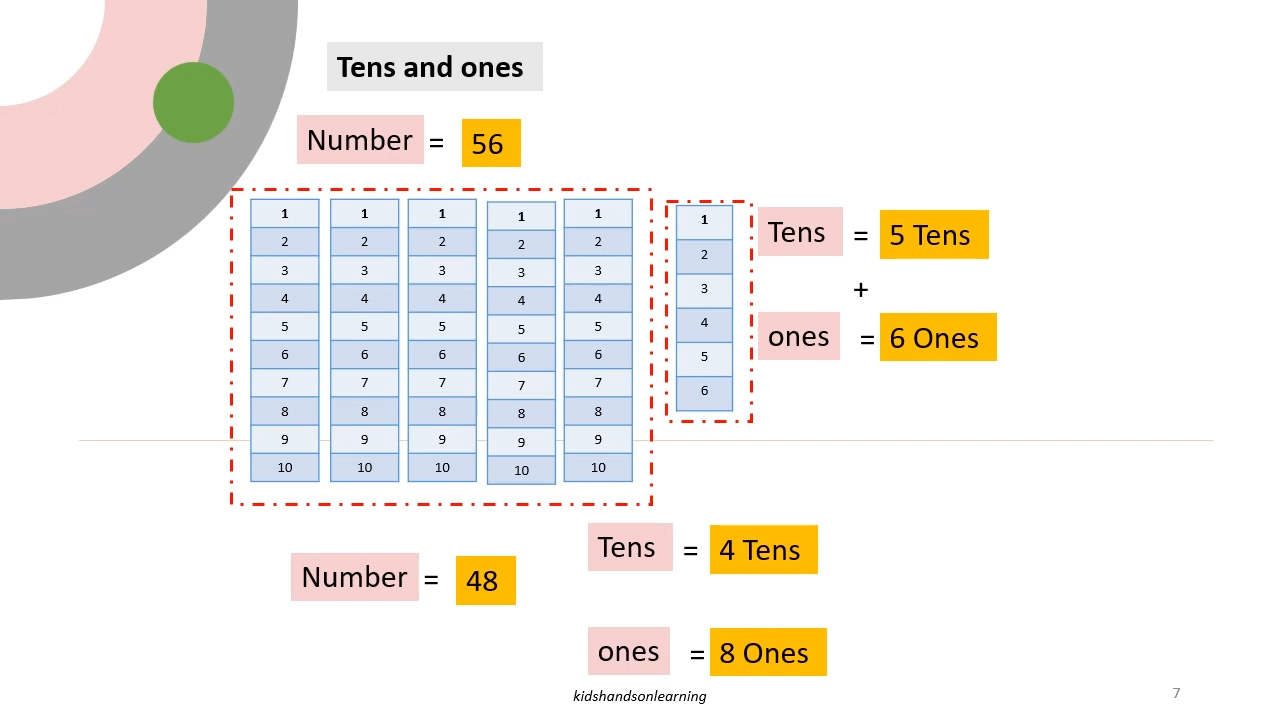 Tens and ones
Number = 56
1 1 1 1 1 1
2 2 2 2 2 2
3 3 3 3 3 3
4 4 4 4 4 4
5 5 5 5 5 5
6 6 6 6 6 6
7 7 7 7 7
8 8 8 8 8
9 9 9 9 9
10 10 10 10 10
Tens = 5 Tens
+
ones = 6 Ones
Number = 48
Tens = 4 Tens
ones = 8 Ones
kidshandsonlearning
7